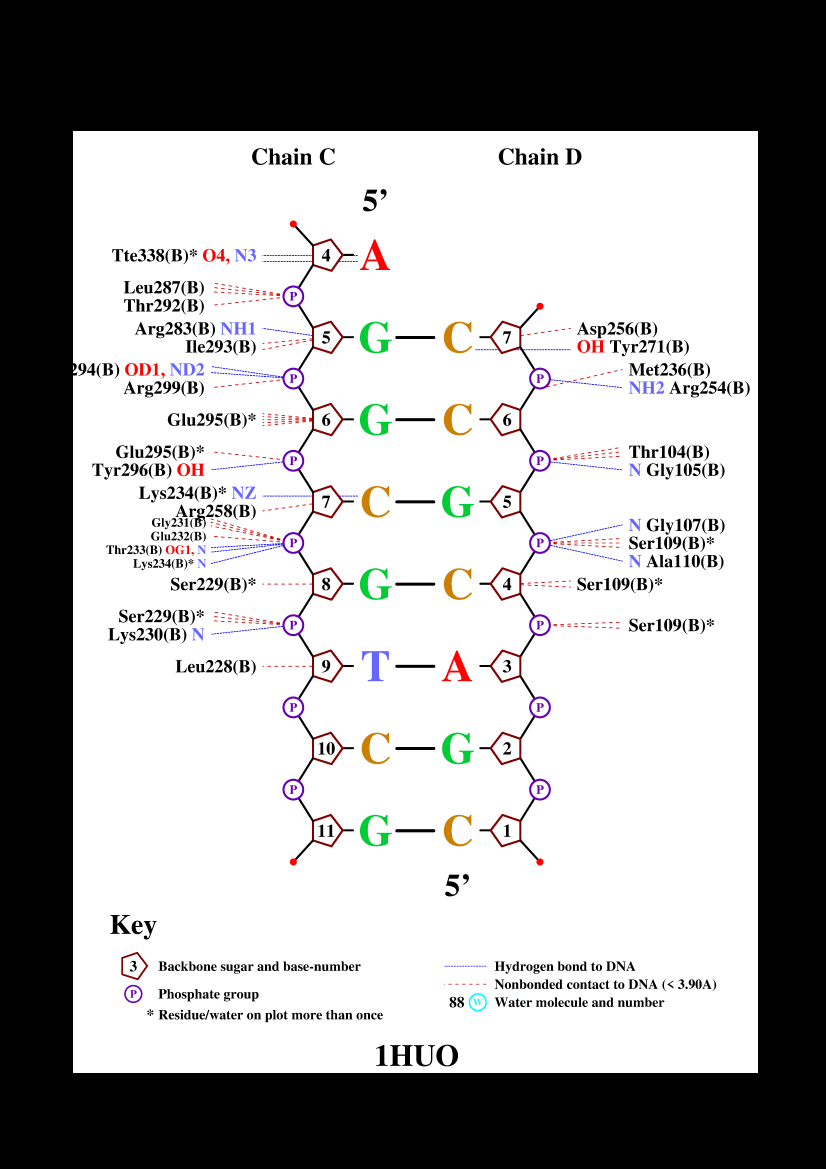 Chain C Chain D
5’
Tte338(B)* O4, N3 4 A
Leu287(B)
P
Thr292(B)
Arg283(B) NH1 5 G C 7 Asp256(B)
Ile293(B) OH Tyr271(B)
294(B) OD1, ND2 P P Met236(B)
Arg299(B) NH2 Arg254(B)
Glu295(B)* 6 G C 6
Glu295(B)* P P Thr104(B)
Tyr296(B) OH N Gly105(B)
Lys234(B)* NZ 7 C G 5
Arg258(B)
Gly231(B) N Gly107(B)
Glu232(B) P P Ser109(B)*
Thr233(B) OG1, N N Ala110(B)
Lys234(B)* N
Ser229(B)* 8 G C 4 Ser109(B)*
Ser229(B)* P P Ser109(B)*
Lys230(B) N
Leu228(B) 9 T A 3
P P
10 C G 2
P P
11 G C 1
5’
Key
3 Backbone sugar and base-number Hydrogen bond to DNA
Nonbonded contact to DNA (< 3.90A)
P Phosphate group 88 W Water molecule and number
* Residue/water on plot more than once
1HUO